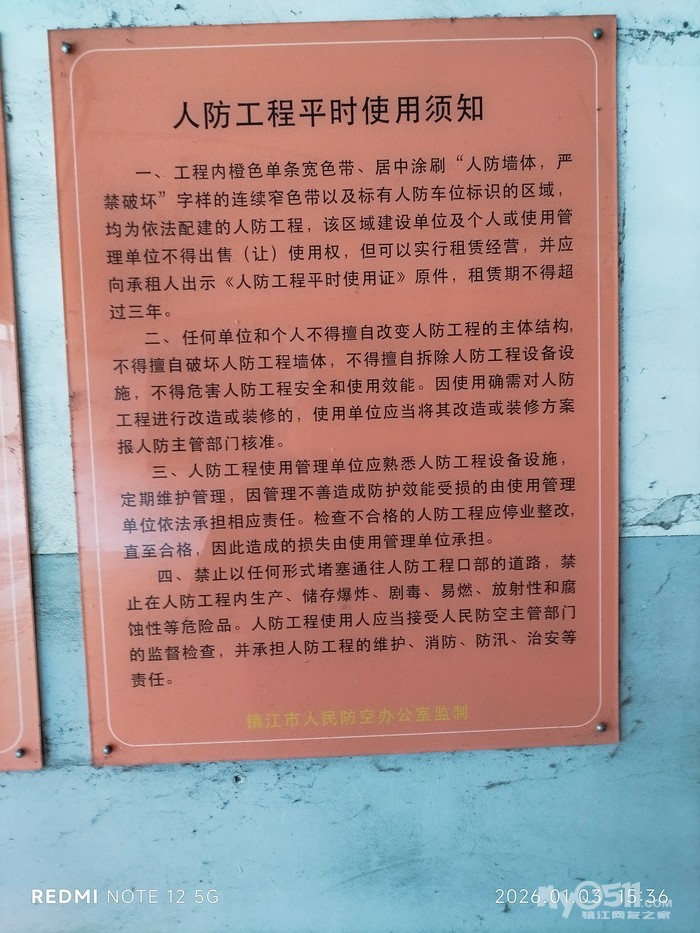 人防工程平时使用须知
一、工程内橙色单条宽色带、居中涂刷“人防墙体，严
禁破坏”字样的连续窄色带以及标有人防车位标识的区域，
均为依法配建的人防工程，该区域建设单位及个人或使用管
理单位不得出售（让）使用权，但可以实行租赁经营，并应
向承租人出示《人防工程平时使用证》原件，租赁期不得超
过三年。
二、任何单位和个人不得擅自改变人防工程的主体结构，
不得擅自破坏人防工程墙体，不得擅自拆除人防工程设备设
施，不得危害人防工程安全和使用效能。因使用确需对人防
工程进行改造或装修的，使用单位应当将其改造或装修方案
报人防主管部门核准。
三、人防工程使用管理单位应熟悉人防工程设备设施，
定期维护管理，因管理不善造成防护效能受损的由使用管理
单位依法承担相应责任。检查不合格的人防工程应停业整改，
直至合格，因此造成的损失由使用管理单位承担。
四、禁止以任何形式堵塞通往人防工程口部的道路，禁
止在人防工程内生产、储存爆炸、剧毒、易燃、放射性和腐
蚀性等危险品。人防工程使用人应当接受人民防空主管部门
的监督检查，并承担人防工程的维护、消防、防汛、治安等
责任。
镇江市人民防空办公室监制
REDMI NOTE 12 5G
2026.01.03 15:36
my0511.com
镇江网友之家